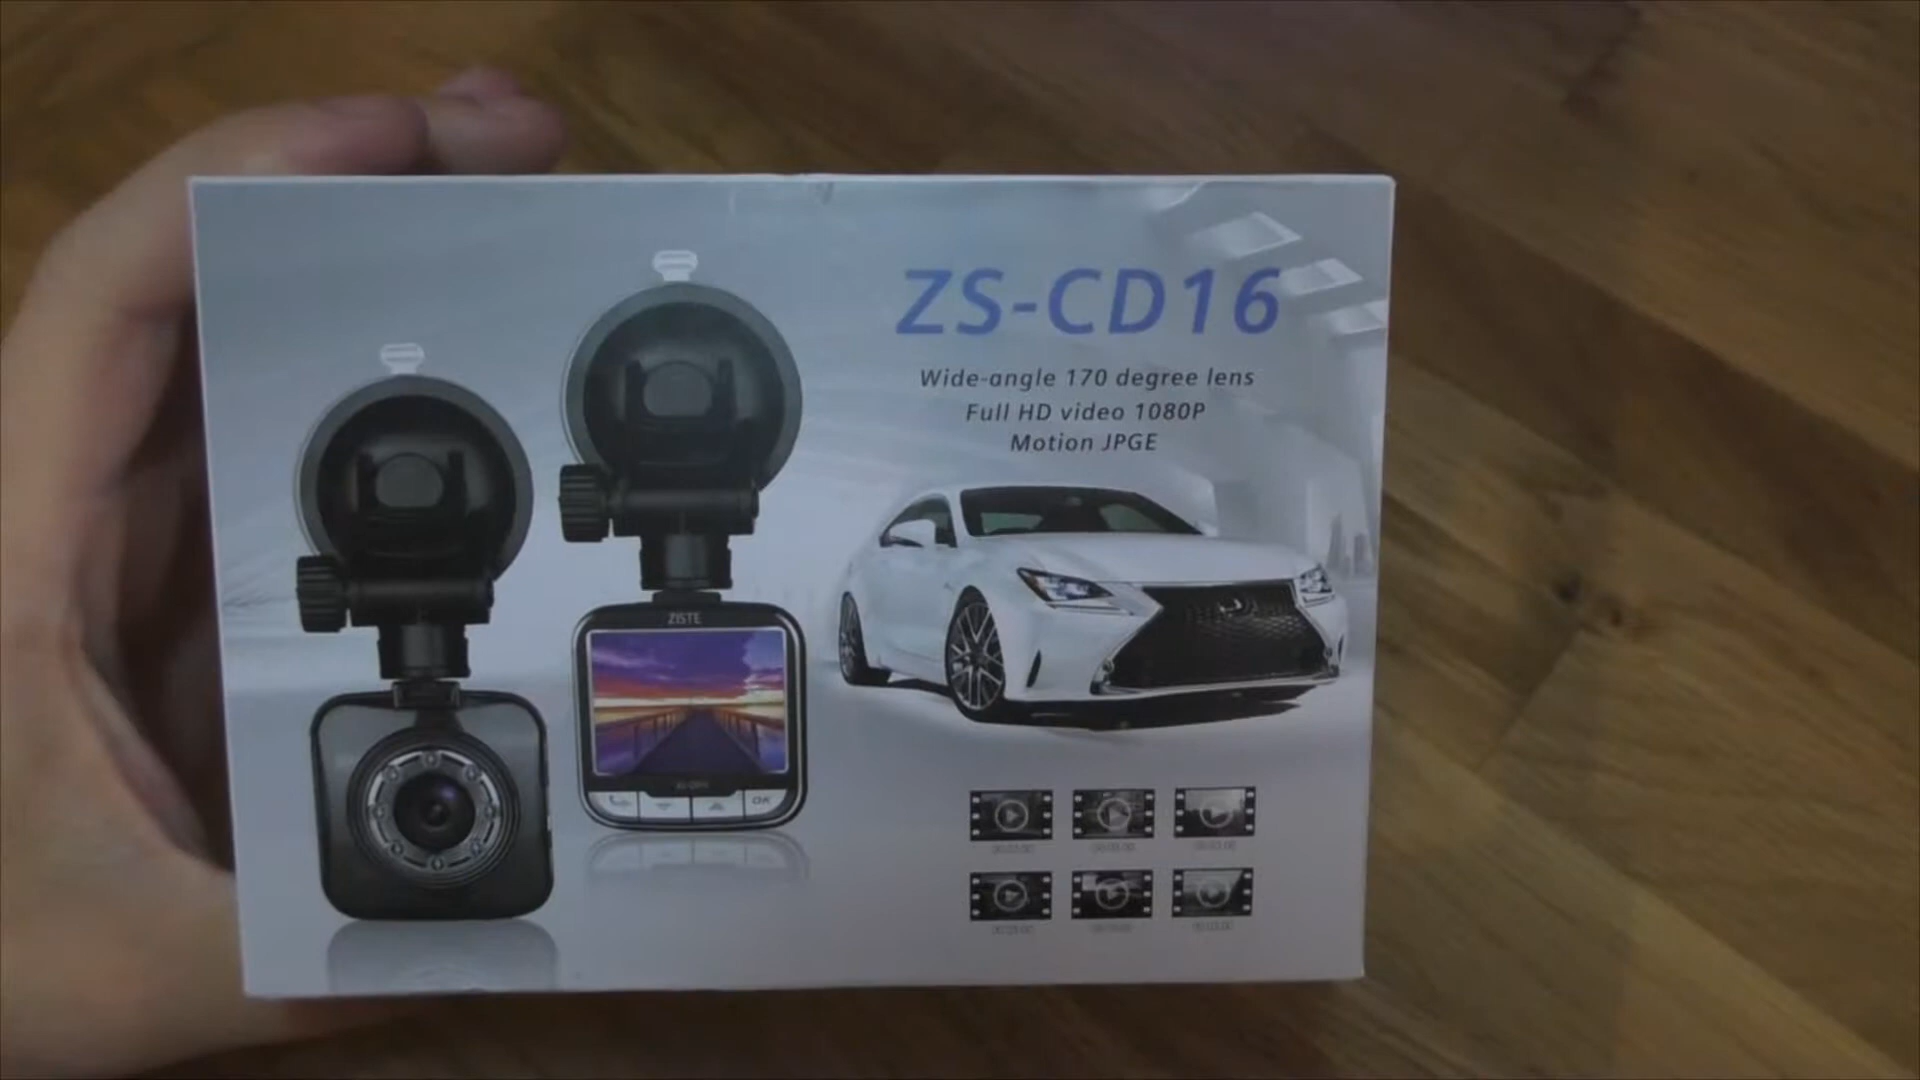 ZS-CD16
Wide-angle 170 degree lens
Full HD video 1080P
Motion JPGE
ZISTE
OK